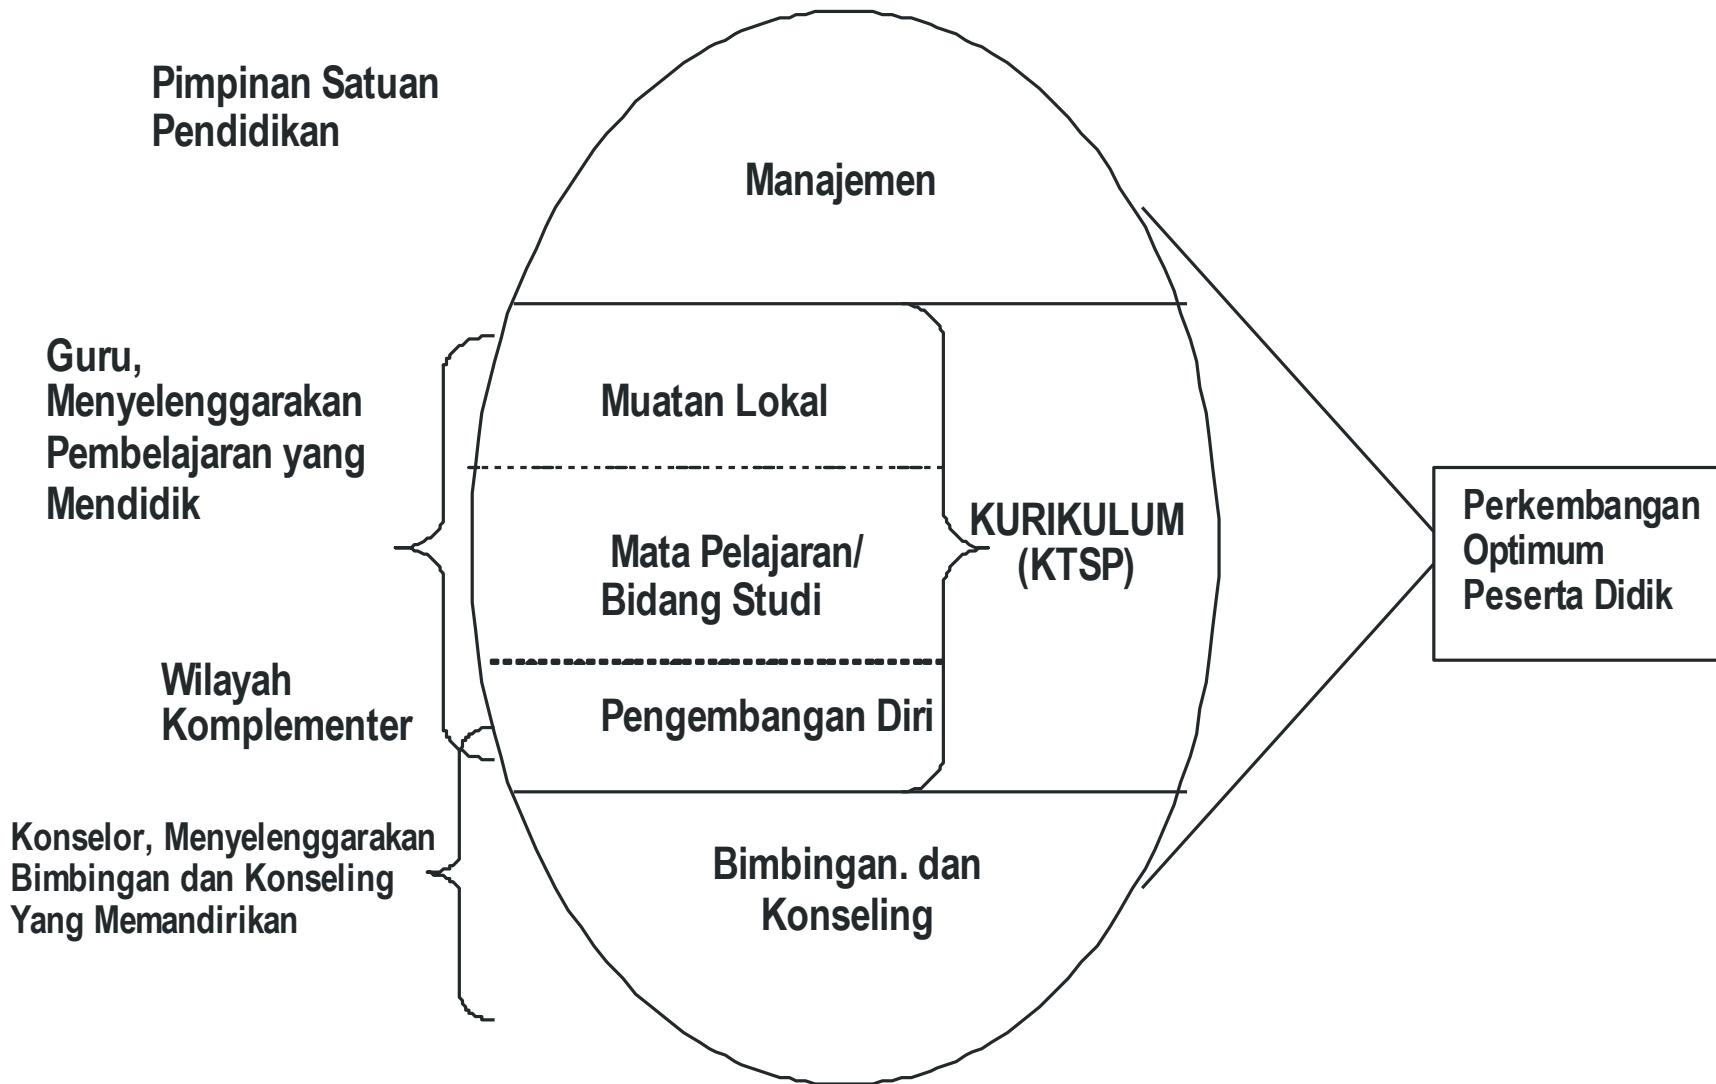 Pimpinan Satuan
Pendidikan
Manajemen
Guru,
Menyelenggarakan
Pembelajaran yang
Mendidik
Muatan Lokal
Mata Pelajaran/
Bidang Studi
KURIKULUM
(KTSP)
Perkembangan
Optimum
Peserta Didik
Wilayah
Komplementer
Pengembangan Diri
Konselor, Menyelenggarakan
Bimbingan dan Konseling
Yang Memandirikan
Bimbingan. dan
Konseling